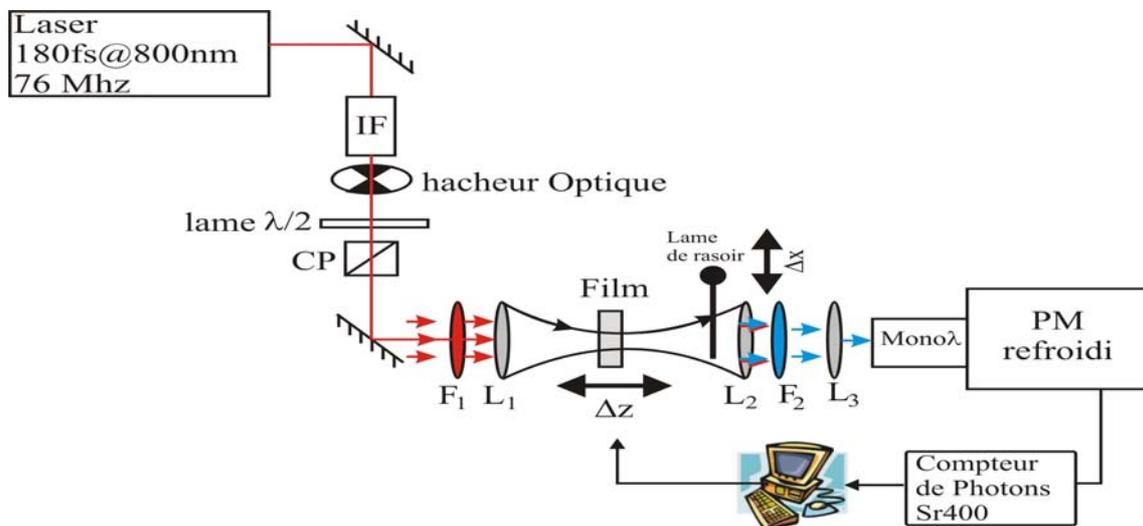 Laser
180fs@800nm
76 Mhz
IF
hacheur Optique
lame λ/2
CP
Lame
de rasoir
Δx
Film
F₁
L₁
Δz
L₂
F₂
L₃
Monoλ
PM
refroidi
Compteur
de Photons
Sr400